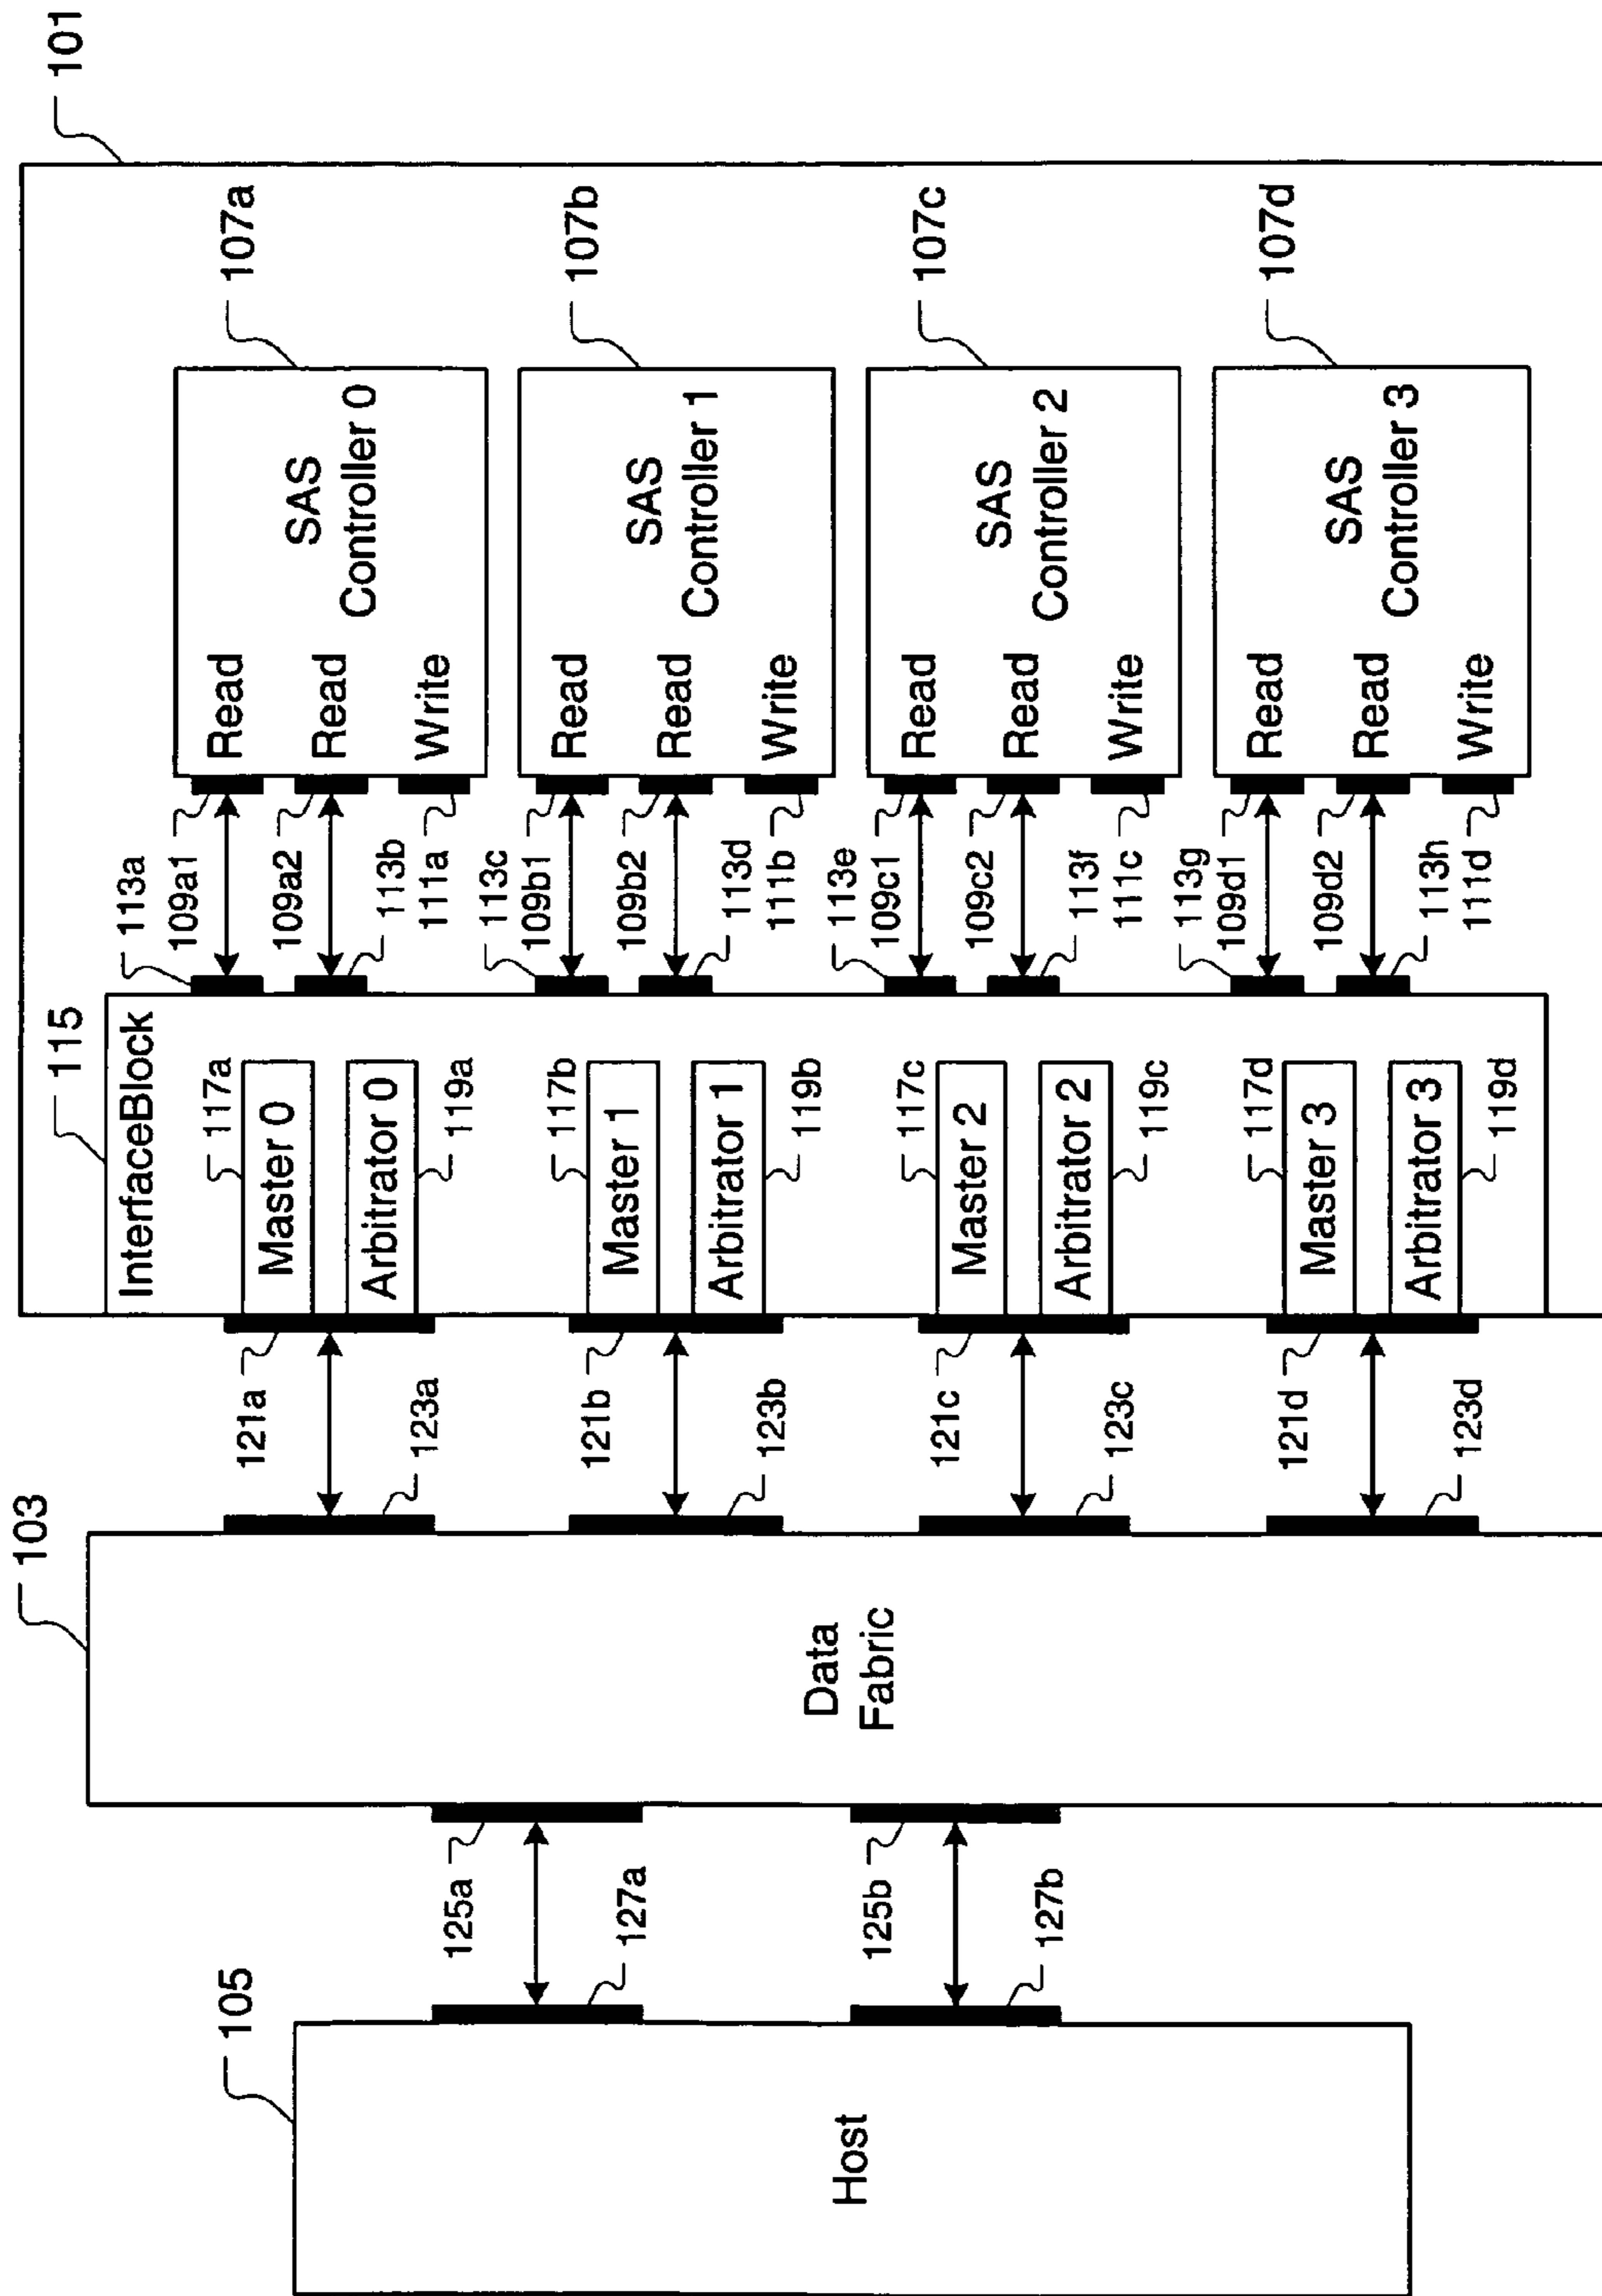 101
103
105
115
InterfaceBlock
Host
Data
Fabric
125a
127a
125b
127b
121a
123a
121b
123b
121c
123c
121d
123d
117a
Master 0
Arbitrator 0
119a
117b
Master 1
Arbitrator 1
119b
117c
Master 2
Arbitrator 2
119c
117d
Master 3
Arbitrator 3
119d
113a
109a1
109a2
113b
111a
113c
109b1
109b2
113d
111b
113e
109c1
109c2
113f
111c
113g
109d1
109d2
113h
111d
107a
Read
Read
Write
SAS
Controller 0
107b
Read
Read
Write
SAS
Controller 1
107c
Read
Read
Write
SAS
Controller 2
107d
Read
Read
Write
SAS
Controller 3